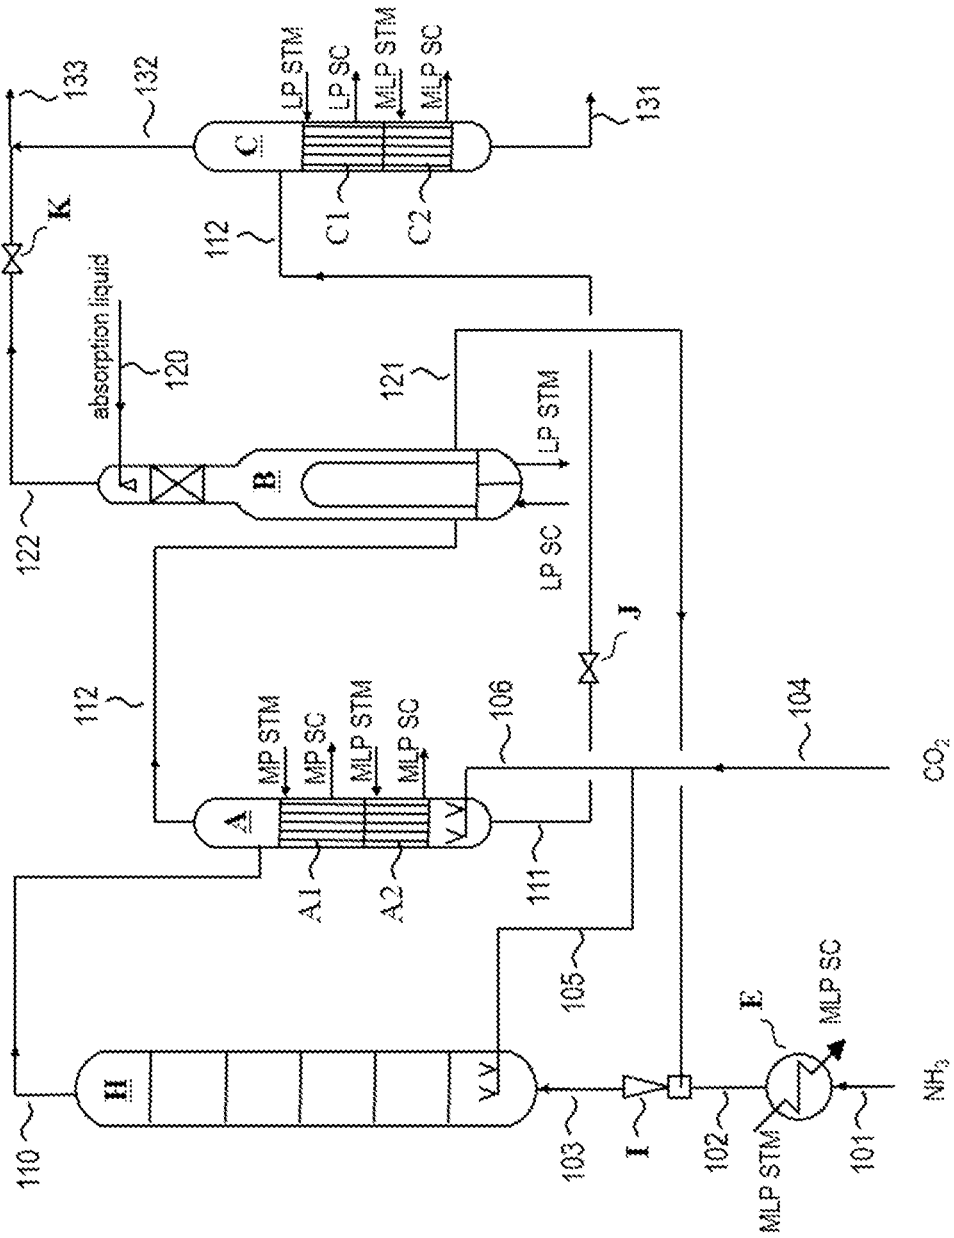 110
H
103
I
102
MLP STM
E
MLP SC
101
NH₃
105
A
A1
A2
MP STM
MP SC
MLP STM
MLP SC
111
106
104
CO₂
112
J
122
absorption liquid
120
B
121
LP SC
LP STM
K
133
132
112
C
C1
C2
LP STM
LP SC
MLP STM
MLP SC
131